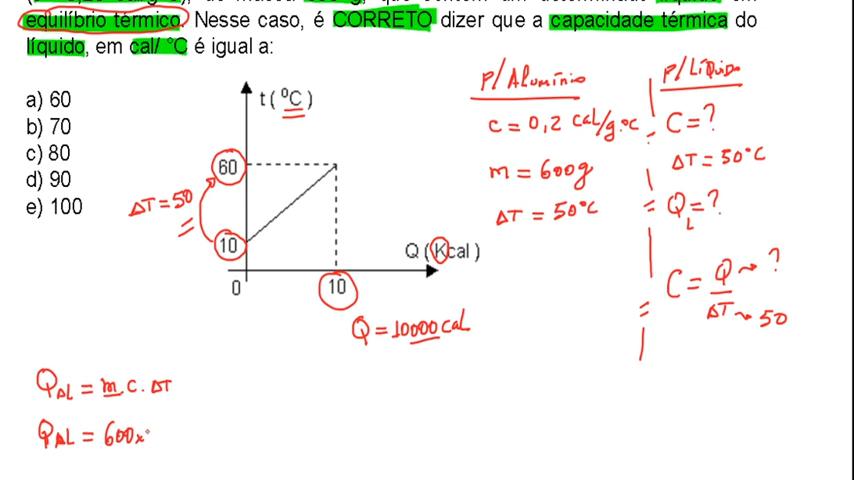 equilíbrio térmico. Nesse caso, é CORRETO dizer que a capacidade térmica do
líquido, em cal/ °C é igual a:
a) 60
b) 70
c) 80
d) 90
e) 100
t ( ⁰C )
60
10
0
10
Q ( Kcal )
ΔT = 50
Q = 10000 cal
P/ Alumínio
c = 0,2 cal/g.°c
m = 600g
ΔT = 50°C
P/ Líquido
C = ?
ΔT = 50°C
QL = ?
C = Q ~ ?
ΔT ~ 50
QAL = m.c.ΔT
QAL = 600x